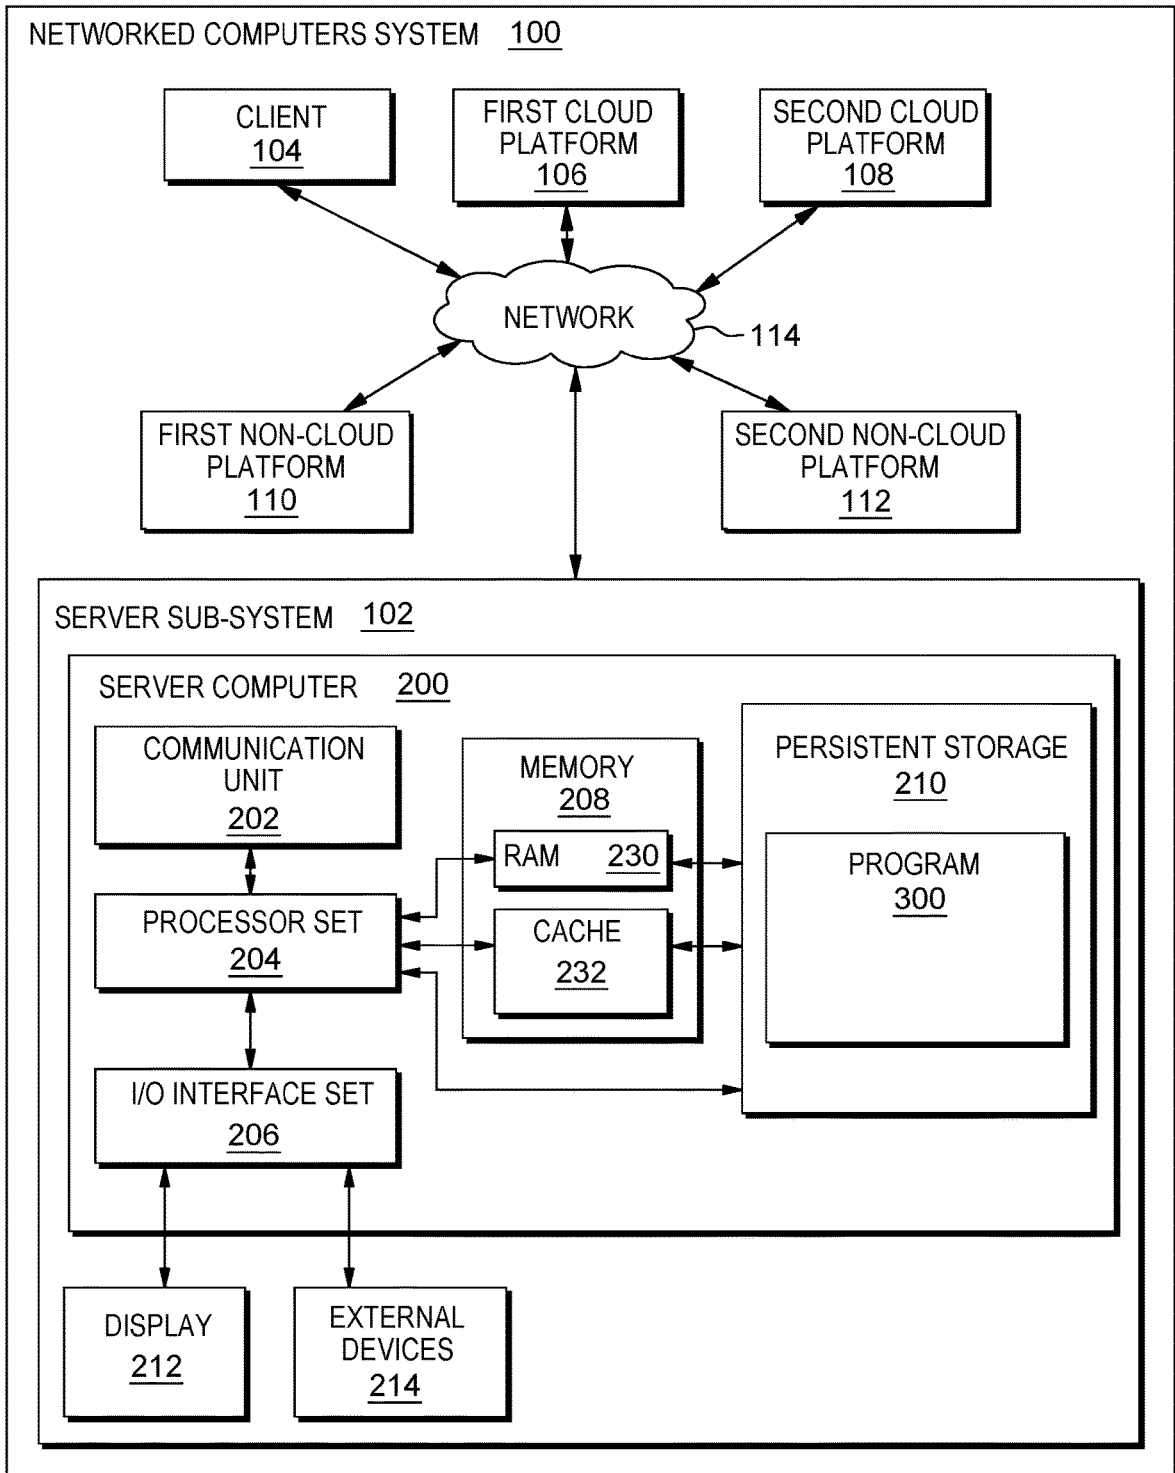 NETWORKED COMPUTERS SYSTEM 100
CLIENT
104
FIRST CLOUD
PLATFORM
106
SECOND CLOUD
PLATFORM
108
NETWORK
114
FIRST NON-CLOUD
PLATFORM
110
SECOND NON-CLOUD
PLATFORM
112
SERVER SUB-SYSTEM 102
SERVER COMPUTER 200
COMMUNICATION
UNIT
202
PROCESSOR SET
204
I/O INTERFACE SET
206
MEMORY
208
RAM 230
CACHE
232
PERSISTENT STORAGE
210
PROGRAM
300
DISPLAY
212
EXTERNAL
DEVICES
214